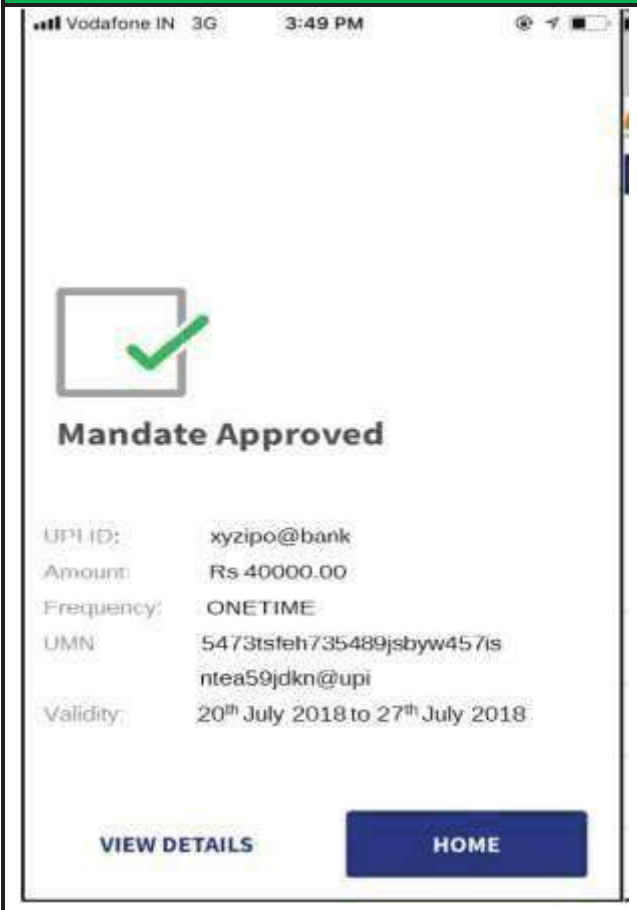 Vodafone IN 3G 3:49 PM
Mandate Approved
UPI ID: xyzipo@bank
Amount: Rs 40000.00
Frequency: ONETIME
UMN 5473tsfeh735489jsbyw457is
ntea59jdkn@upi
Validity: 20th July 2018 to 27th July 2018
VIEW DETAILS HOME